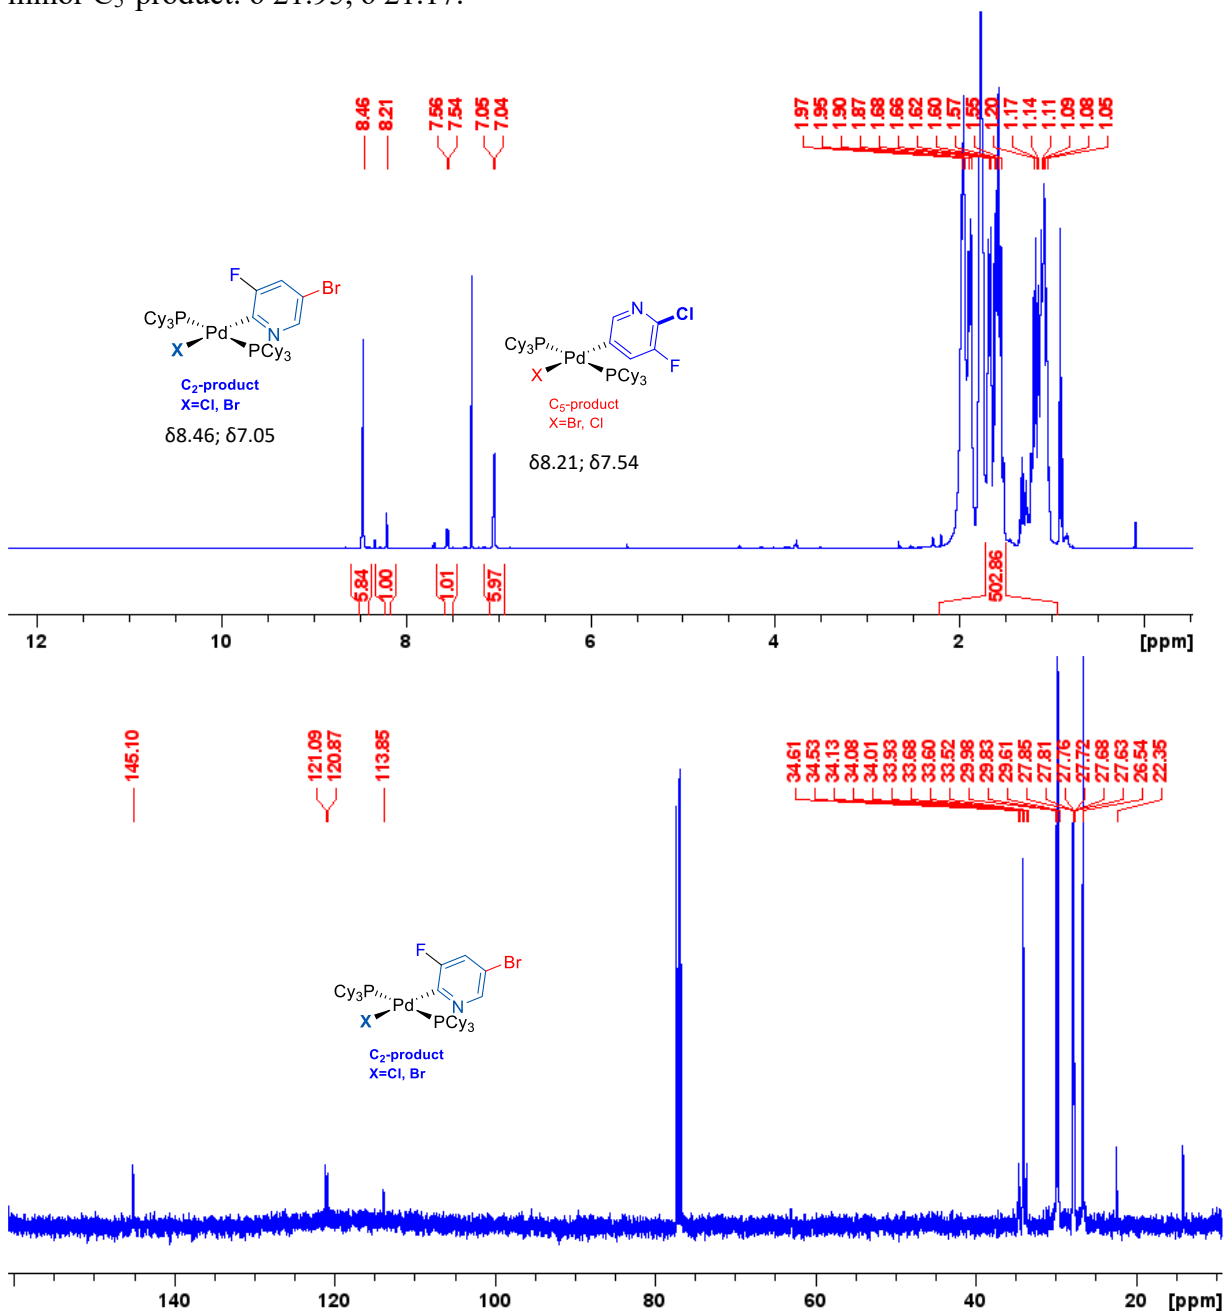 minor C5 product: δ 21.95; δ 21.17.
8.46
8.21
7.56
7.54
7.05
7.04
1.97
1.95
1.90
1.87
1.68
1.66
1.62
1.60
1.57
1.55
1.20
1.17
1.14
1.11
1.09
1.08
1.05
F
Br
Cy3P
Pd
N
X
PCy3
C2-product
X=Cl, Br
δ8.46; δ7.05
N
Cl
Cy3P
Pd
F
X
PCy3
C5-product
X=Br, Cl
δ8.21; δ7.54
5.84
1.00
1.01
5.97
502.86
12 10 8 6 4 2 [ppm]
145.10
121.09
120.87
113.85
34.61
34.53
34.13
34.08
34.01
33.93
33.68
33.60
33.52
29.98
29.83
29.61
27.85
27.81
27.76
27.72
27.68
27.63
26.54
22.35
F
Br
Cy3P
Pd
N
X
PCy3
C2-product
X=Cl, Br
140 120 100 80 60 40 20 [ppm]